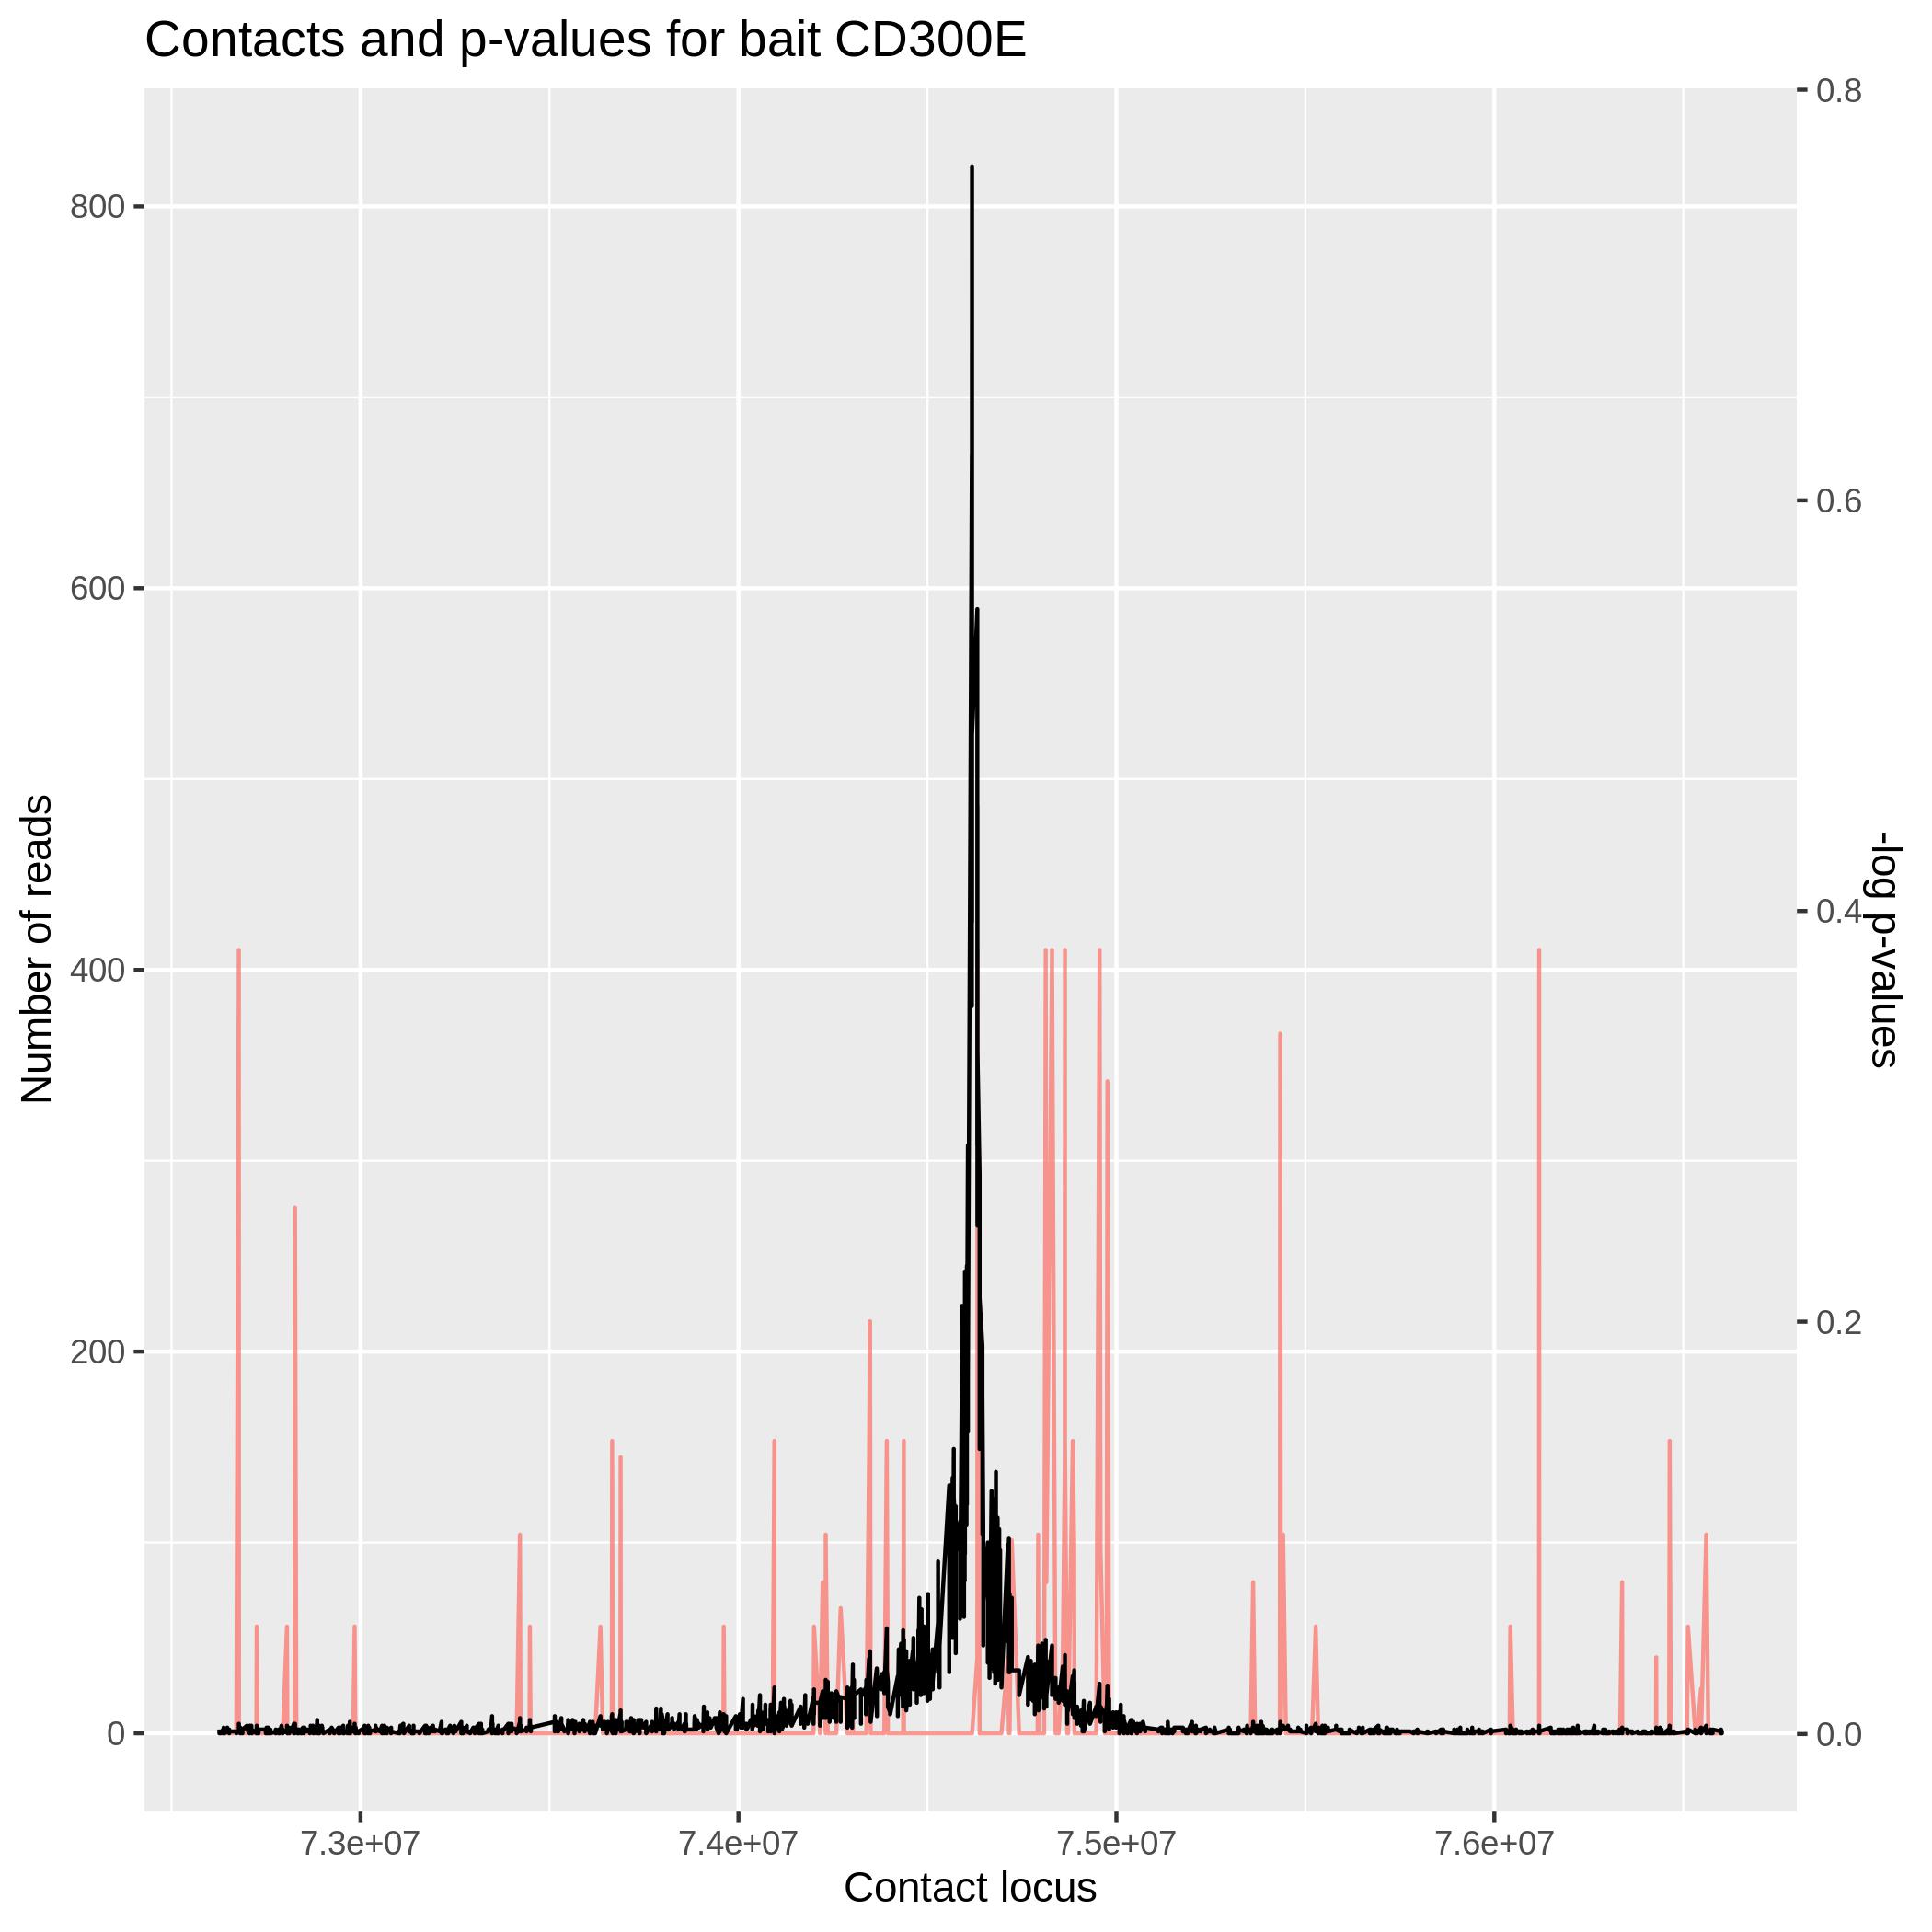 Contacts and p-values for bait CD300E
Number of reads
800
600
400
200
0
0.8
0.6
0.4
0.2
0.0
-log p-values
7.3e+07 7.4e+07 7.5e+07 7.6e+07
Contact locus